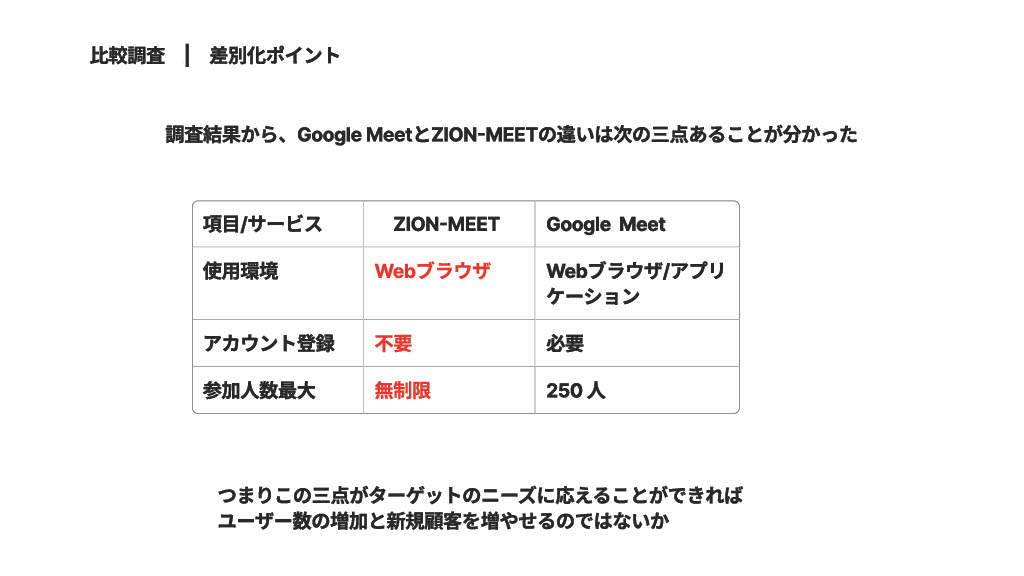 比較調査 | 差別化ポイント
調査結果から、Google MeetとZION-MEETの違いは次の三点あることが分かった
項目/サービス ZION-MEET Google Meet
使用環境 Webブラウザ Webブラウザ/アプリ
ケーション
アカウント登録 不要 必要
参加人数最大 無制限 250 人
つまりこの三点がターゲットのニーズに応えることができれば
ユーザー数の増加と新規顧客を増やせるのではないか